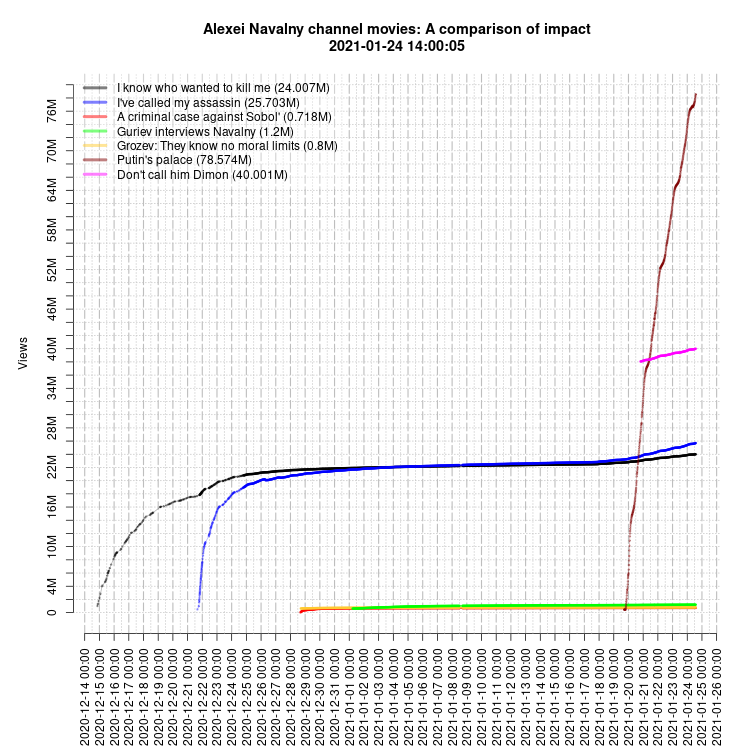 Alexei Navalny channel movies: A comparison of impact
2021-01-24 14:00:05
I know who wanted to kill me (24.007M)
I've called my assassin (25.703M)
A criminal case against Sobol' (0.718M)
Guriev interviews Navalny (1.2M)
Grozev: They know no moral limits (0.8M)
Putin's palace (78.574M)
Don't call him Dimon (40.001M)
Views
76M
70M
64M
58M
52M
46M
40M
34M
28M
22M
16M
10M
4M
0
2020-12-14 00:00
2020-12-15 00:00
2020-12-16 00:00
2020-12-17 00:00
2020-12-18 00:00
2020-12-19 00:00
2020-12-20 00:00
2020-12-21 00:00
2020-12-22 00:00
2020-12-23 00:00
2020-12-24 00:00
2020-12-25 00:00
2020-12-26 00:00
2020-12-27 00:00
2020-12-28 00:00
2020-12-29 00:00
2020-12-30 00:00
2020-12-31 00:00
2021-01-01 00:00
2021-01-02 00:00
2021-01-03 00:00
2021-01-04 00:00
2021-01-05 00:00
2021-01-06 00:00
2021-01-07 00:00
2021-01-08 00:00
2021-01-09 00:00
2021-01-10 00:00
2021-01-11 00:00
2021-01-12 00:00
2021-01-13 00:00
2021-01-14 00:00
2021-01-15 00:00
2021-01-16 00:00
2021-01-17 00:00
2021-01-18 00:00
2021-01-19 00:00
2021-01-20 00:00
2021-01-21 00:00
2021-01-22 00:00
2021-01-23 00:00
2021-01-24 00:00
2021-01-25 00:00
2021-01-26 00:00